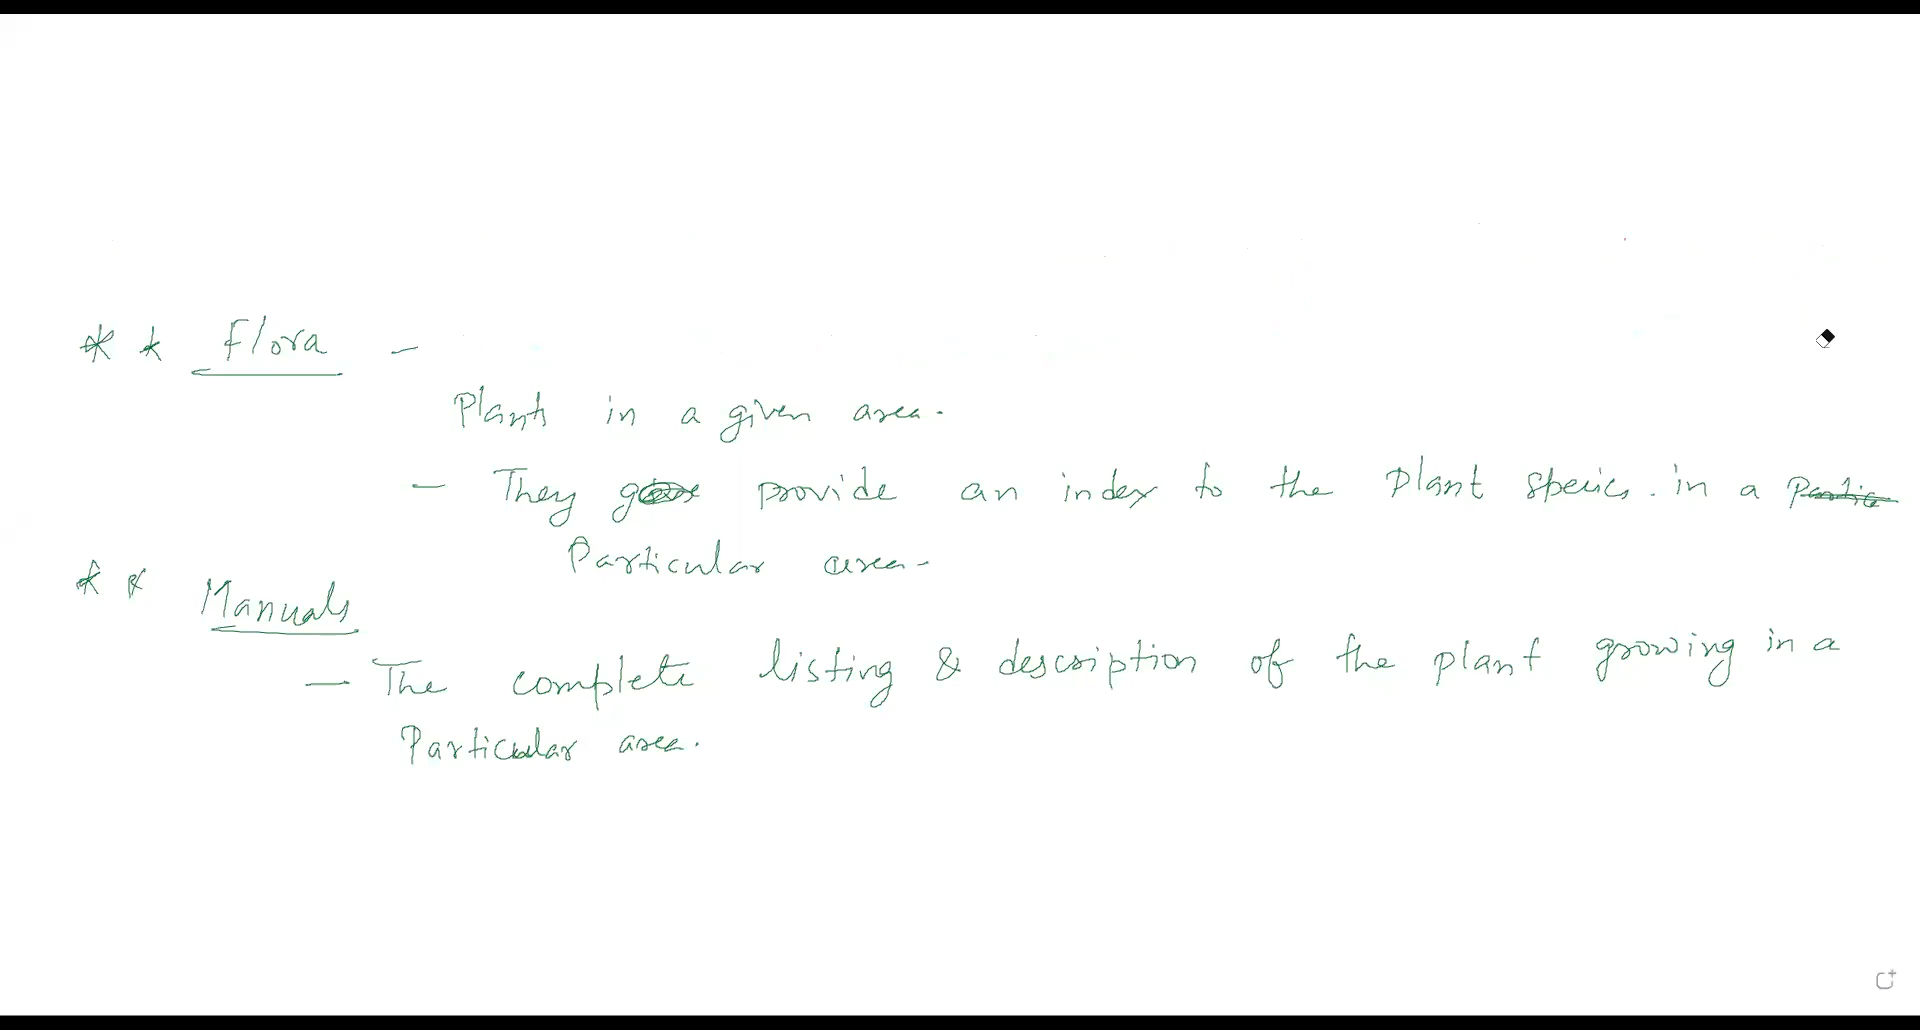 ** Flora -
Plants in a given area.
- They provide an index to the plant species. in a
Particular area.
** Manuals
- The complete listing & description of the plant growing in a
Particular area.